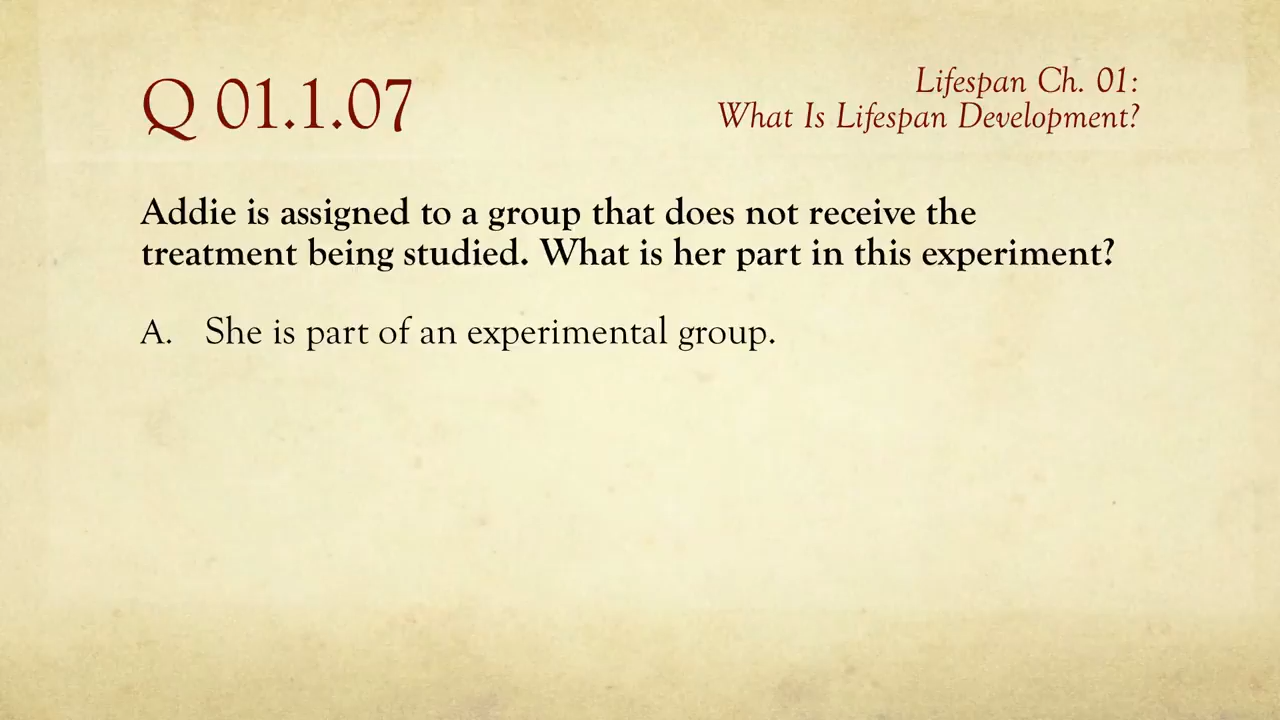 Q 01.1.07
Lifespan Ch. 01:
What Is Lifespan Development?
Addie is assigned to a group that does not receive the
treatment being studied. What is her part in this experiment?
A. She is part of an experimental group.